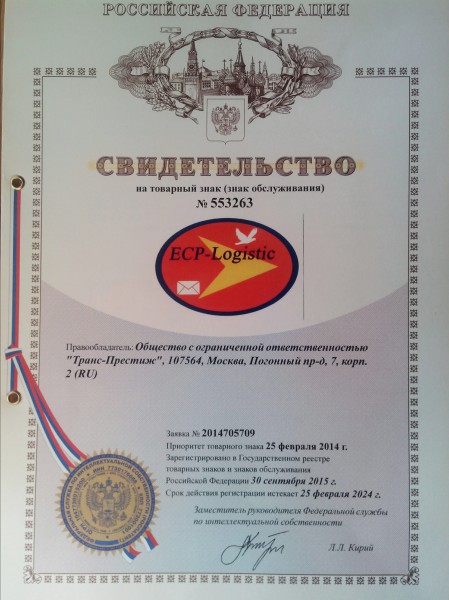 РОССИЙСКАЯ ФЕДЕРАЦИЯ
СВИДЕТЕЛЬСТВО
на товарный знак (знак обслуживания)
№ 553263
ECP-Logistic
Правообладатель: Общество с ограниченной ответственностью
"Транс-Престиж", 107564, Москва, Погонный пр-д, 7, корп.
2 (RU)
Заявка № 2014705709
Приоритет товарного знака 25 февраля 2014 г.
Зарегистрировано в Государственном реестре
товарных знаков и знаков обслуживания
Российской Федерации 30 сентября 2015 г.
Срок действия регистрации истекает 25 февраля 2024 г.
Заместитель руководителя Федеральной службы
по интеллектуальной собственности
Л.Л. Кирий